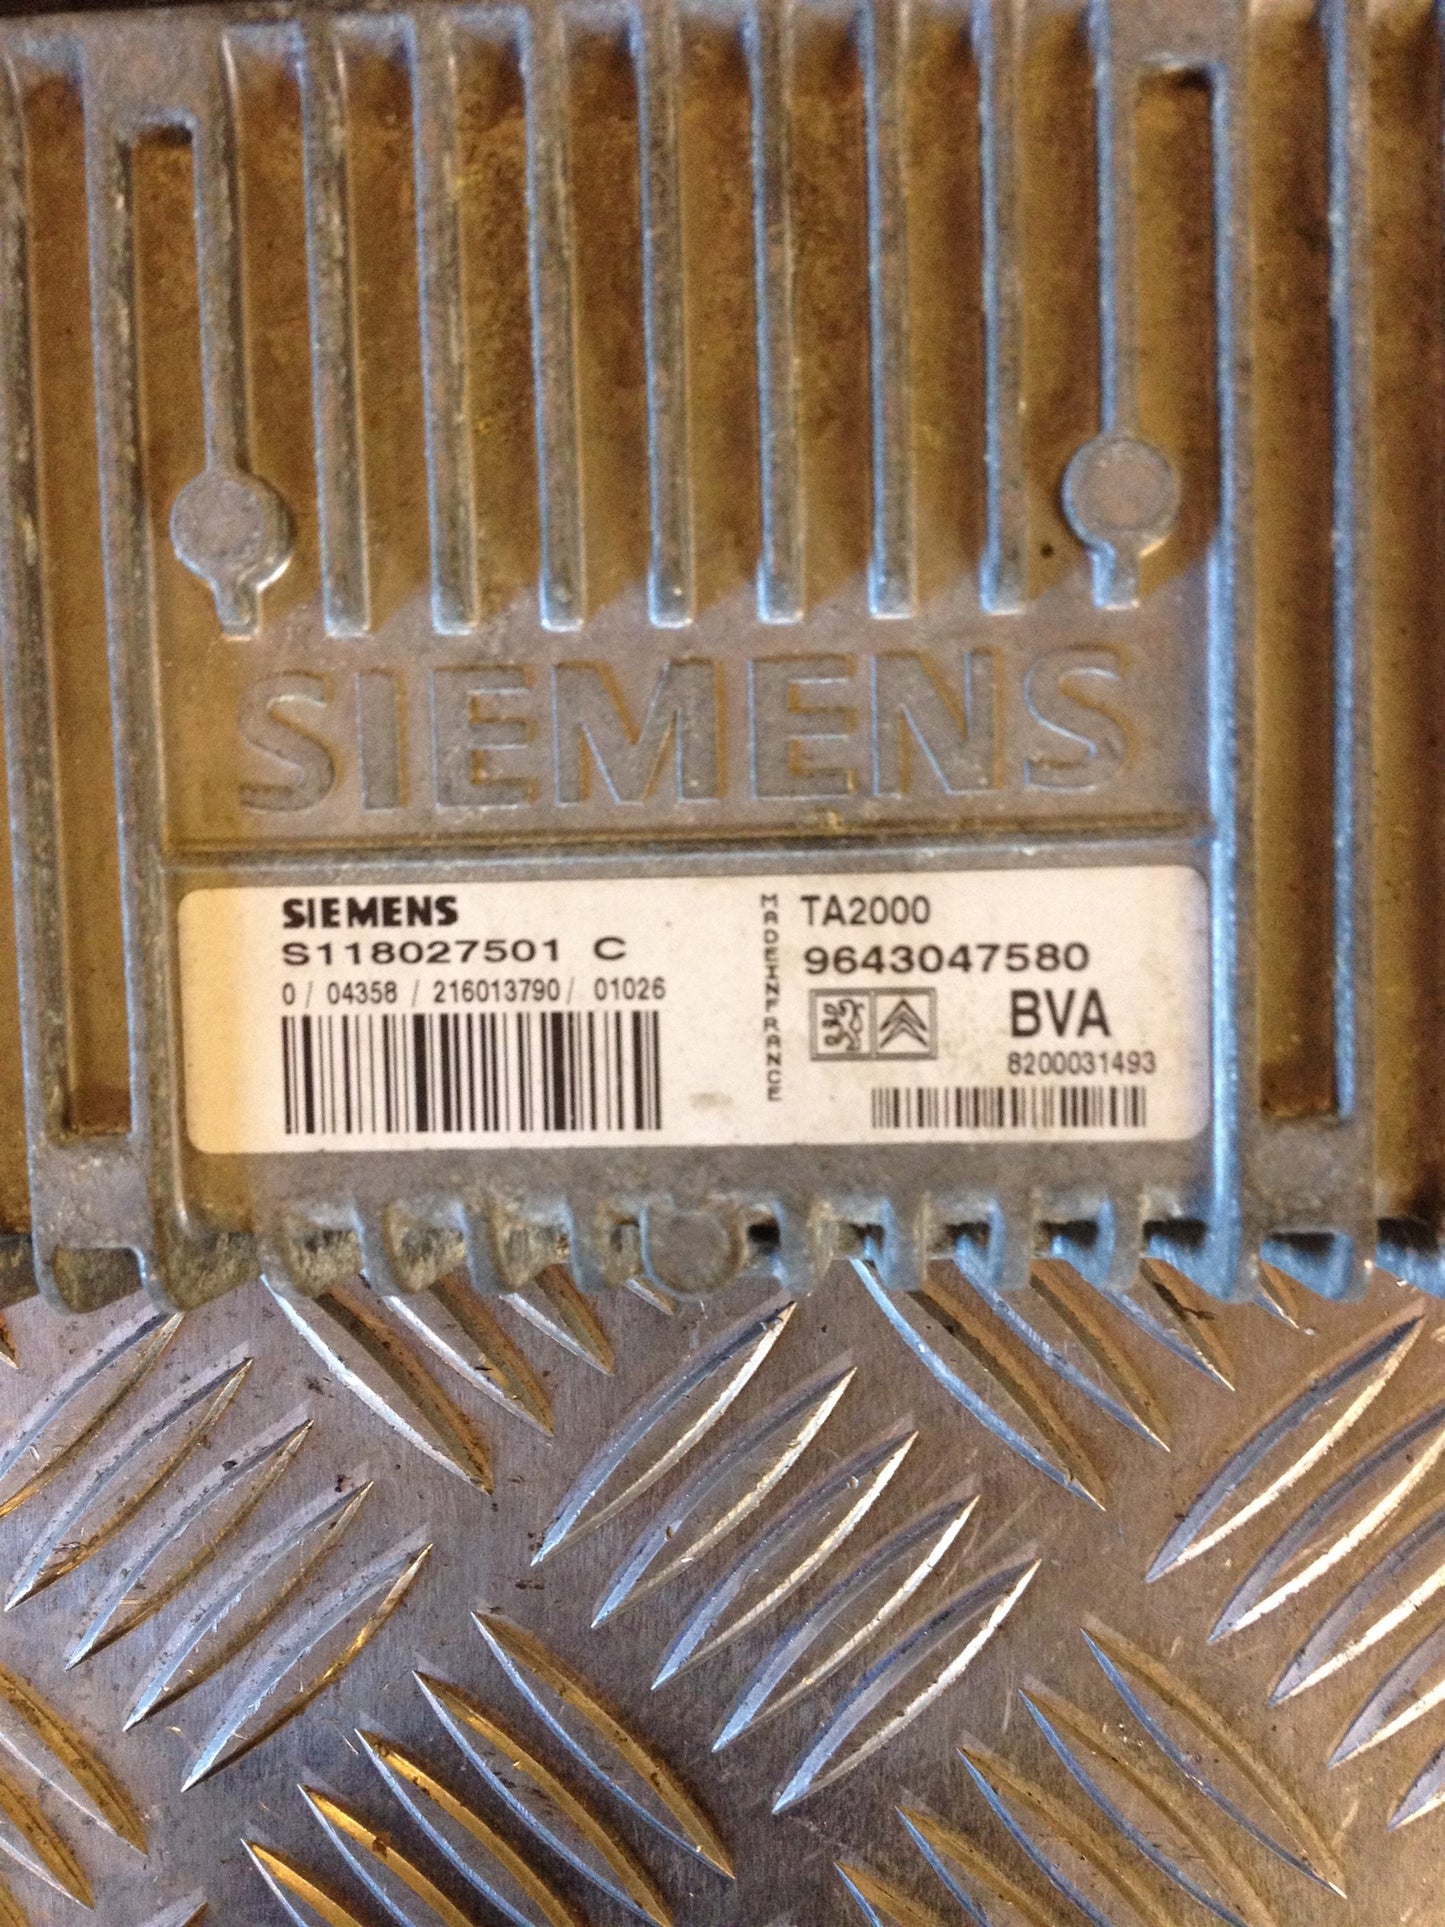 SIEMENS
SIEMENS
S118027501 C
0 / 04358 / 216013790 / 01026
MADE IN FRANCE
TA2000
9643047580
BVA
8200031493